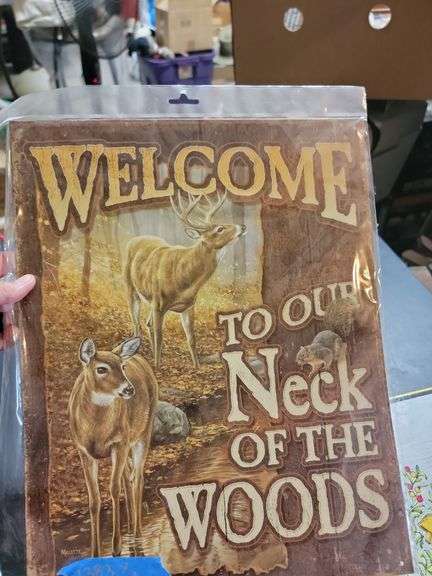 WELCOME
TO OUR
Neck
OF THE
WOODS